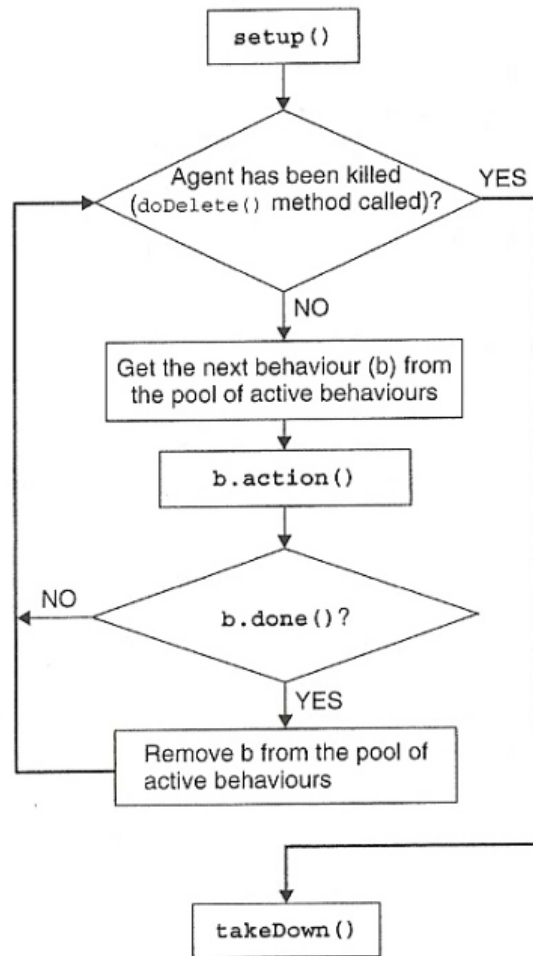 setup()
Agent has been killed
(doDelete() method called)?
YES
NO
Get the next behaviour (b) from
the pool of active behaviours
b.action()
NO
b.done()?
YES
Remove b from the pool of
active behaviours
takeDown()